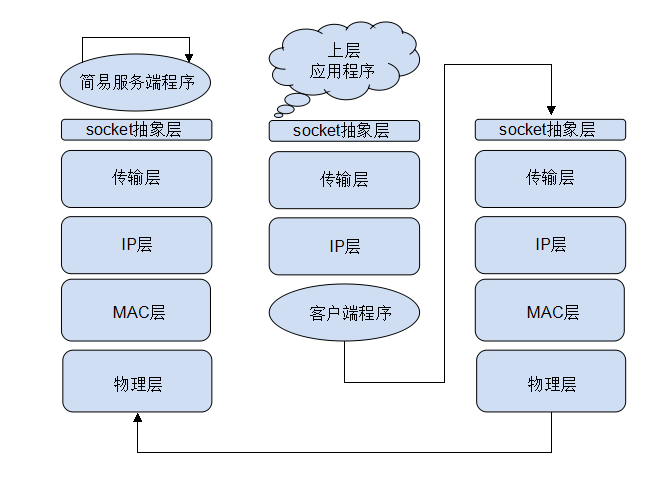 简易服务端程序
socket抽象层
传输层
IP层
MAC层
物理层
上层
应用程序
socket抽象层
传输层
IP层
客户端程序
socket抽象层
传输层
IP层
MAC层
物理层